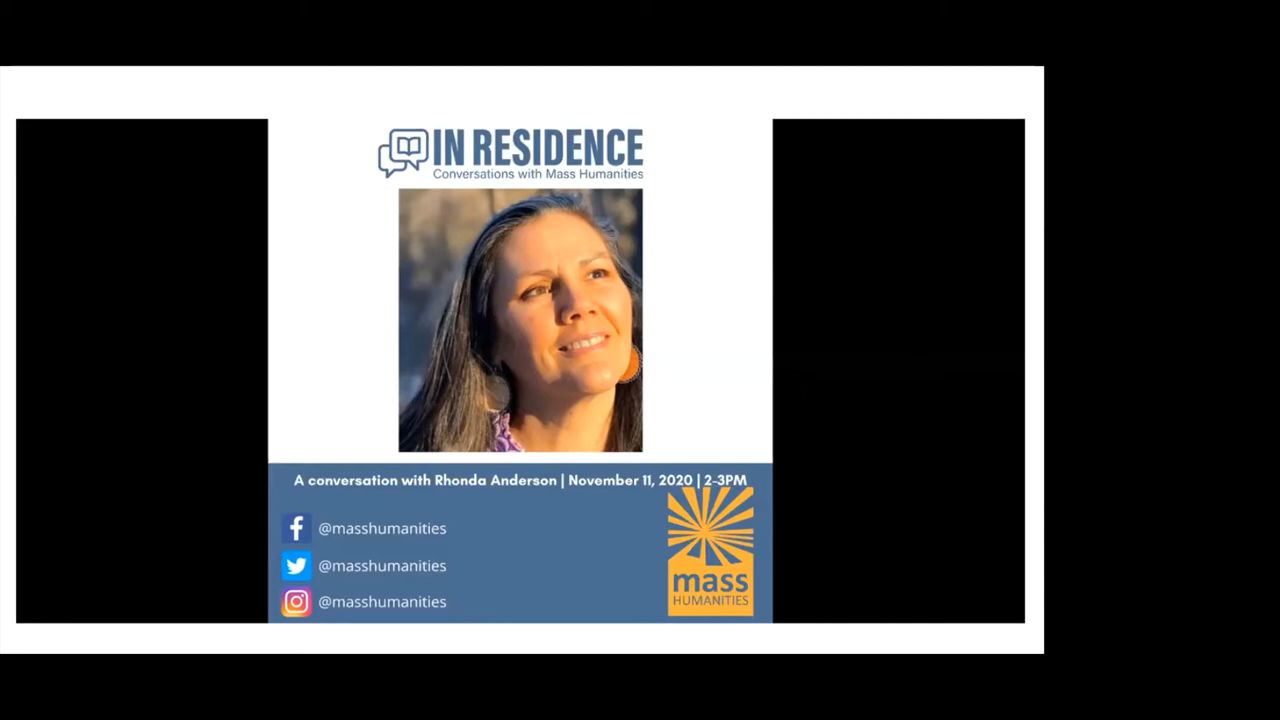 IN RESIDENCE
Conversations with Mass Humanities
A conversation with Rhonda Anderson | November 11, 2020 | 2-3PM
@masshumanities
@masshumanities
@masshumanities
mass
HUMANITIES